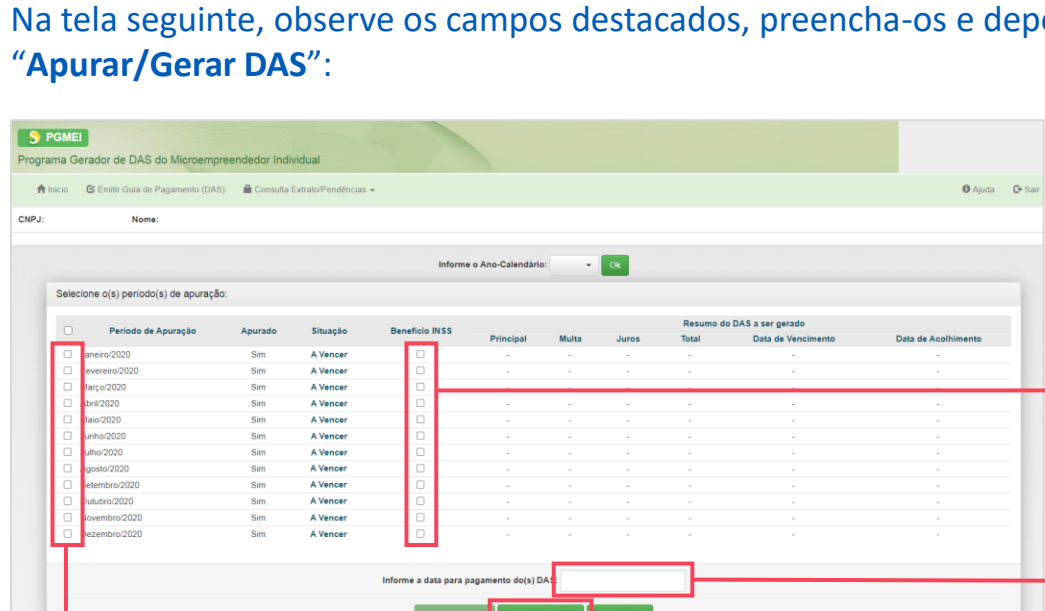 Na tela seguinte, observe os campos destacados, preencha-os e
“Apurar/Gerar DAS”:
PGMEI
Programa Gerador de DAS do Microempreendedor Individual
Início Emitir Guia de Pagamento (DAS) Consulta Extrato/Pendências Ajuda Sair
CNPJ: Nome:
Informe o Ano-Calendário: Ok
Selecione o(s) período(s) de apuração:
Resumo do DAS a ser gerado
Período de Apuração Apurado Situação Benefício INSS Principal Multa Juros Total Data de Vencimento Data de Acolhimento
aneiro/2020 Sim A Vencer - - - - - -
evereiro/2020 Sim A Vencer - - - - - -
arço/2020 Sim A Vencer - - - - - -
bril/2020 Sim A Vencer - - - - - -
aio/2020 Sim A Vencer - - - - - -
unho/2020 Sim A Vencer - - - - - -
ulho/2020 Sim A Vencer - - - - - -
gosto/2020 Sim A Vencer - - - - - -
etembro/2020 Sim A Vencer - - - - - -
utubro/2020 Sim A Vencer - - - - - -
ovembro/2020 Sim A Vencer - - - - - -
ezembro/2020 Sim A Vencer - - - - - -
Informe a data para pagamento do(s) DAS: